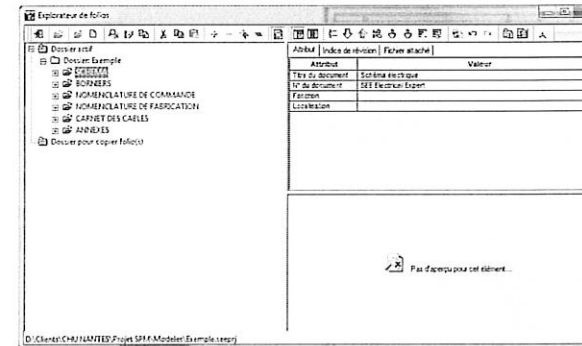 Explorateur de folios
Attribut Indice de révision Fichier attaché
Dossier actif
Dossier: Exemple
BORNIERS
NOMENCLATURE DE COMMANDE
NOMENCLATURE DE FABRICATION
CARNET DES CABLES
ANNEXES
Dossier pour copier folio(s)
Attribut Valeur
Titre du document Schéma électrique
N° du document SEE Electrical Expert
Fonction
Localisation
Pas d'aperçu pour cet élément...
D:\Clients\CHU NANTES\Projet SPM\Modeles\Exemple.seeprj